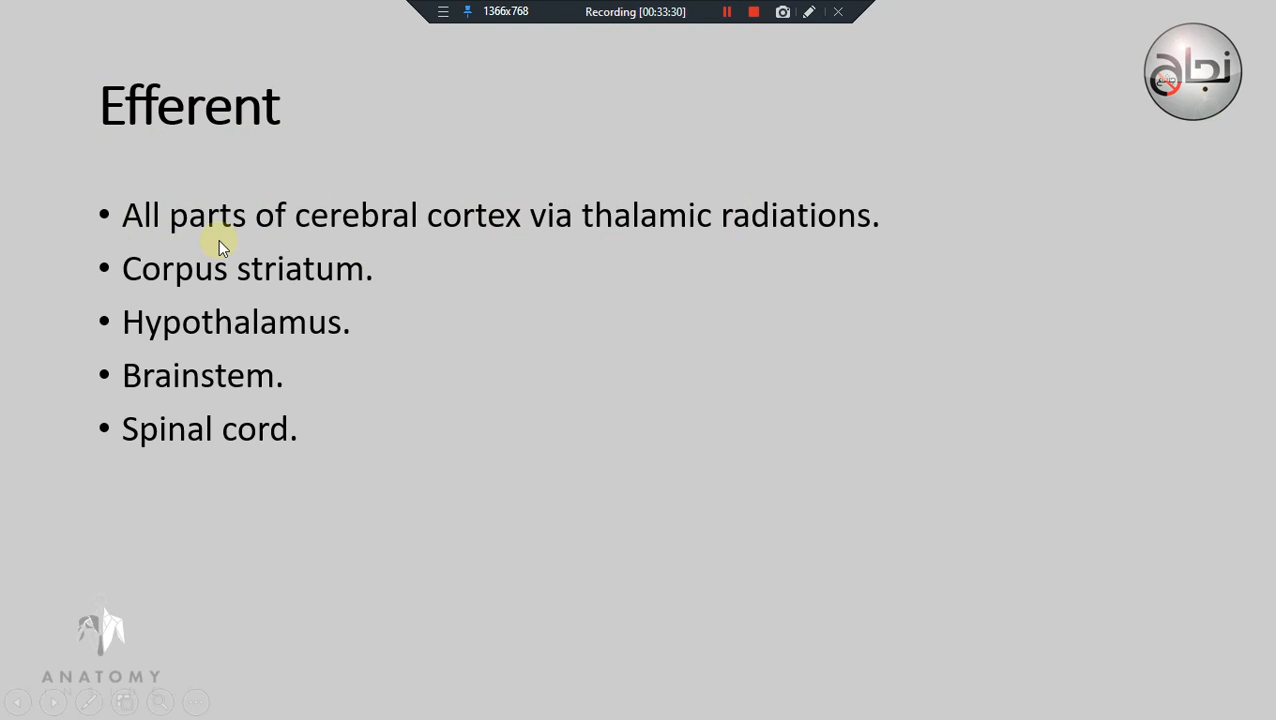 1366x768
Recording [00:33:30]
نجاح
Efferent
• All parts of cerebral cortex via thalamic radiations.
• Corpus striatum.
• Hypothalamus.
• Brainstem.
• Spinal cord.
ANATOMY